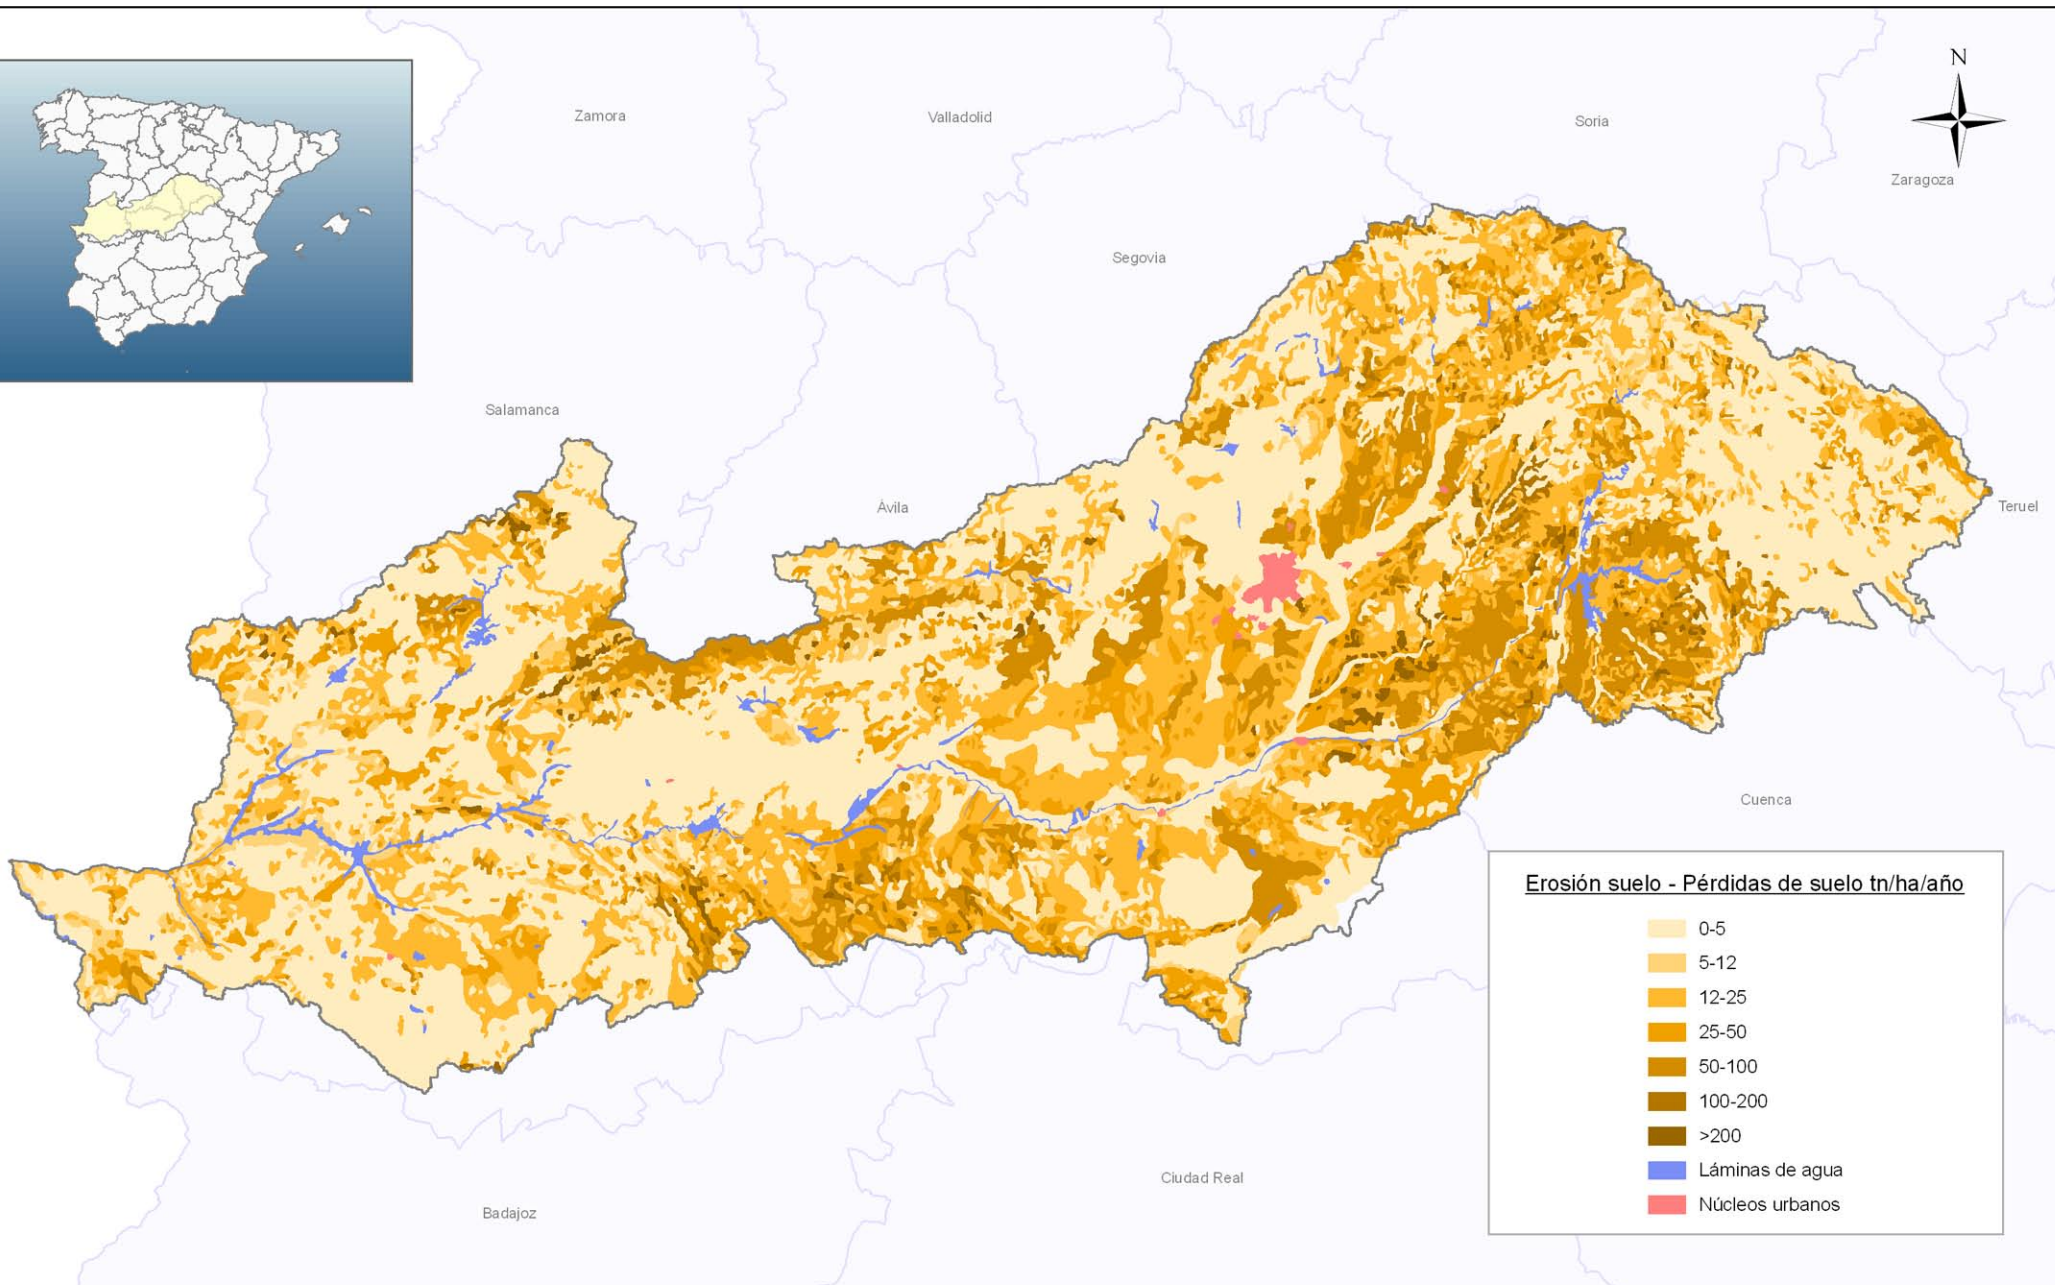 N
Zamora
Valladolid
Soria
Zaragoza
Segovia
Salamanca
Avila
Teruel
Cuenca
Ciudad Real
Badajoz
Erosión suelo - Pérdidas de suelo tn/ha/año
0-5
5-12
12-25
25-50
50-100
100-200
>200
Láminas de agua
Núcleos urbanos